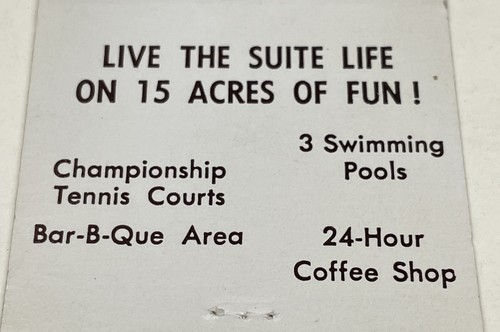 LIVE THE SUITE LIFE
ON 15 ACRES OF FUN!
Championship
Tennis Courts
Bar-B-Que Area
3 Swimming
Pools
24-Hour
Coffee Shop